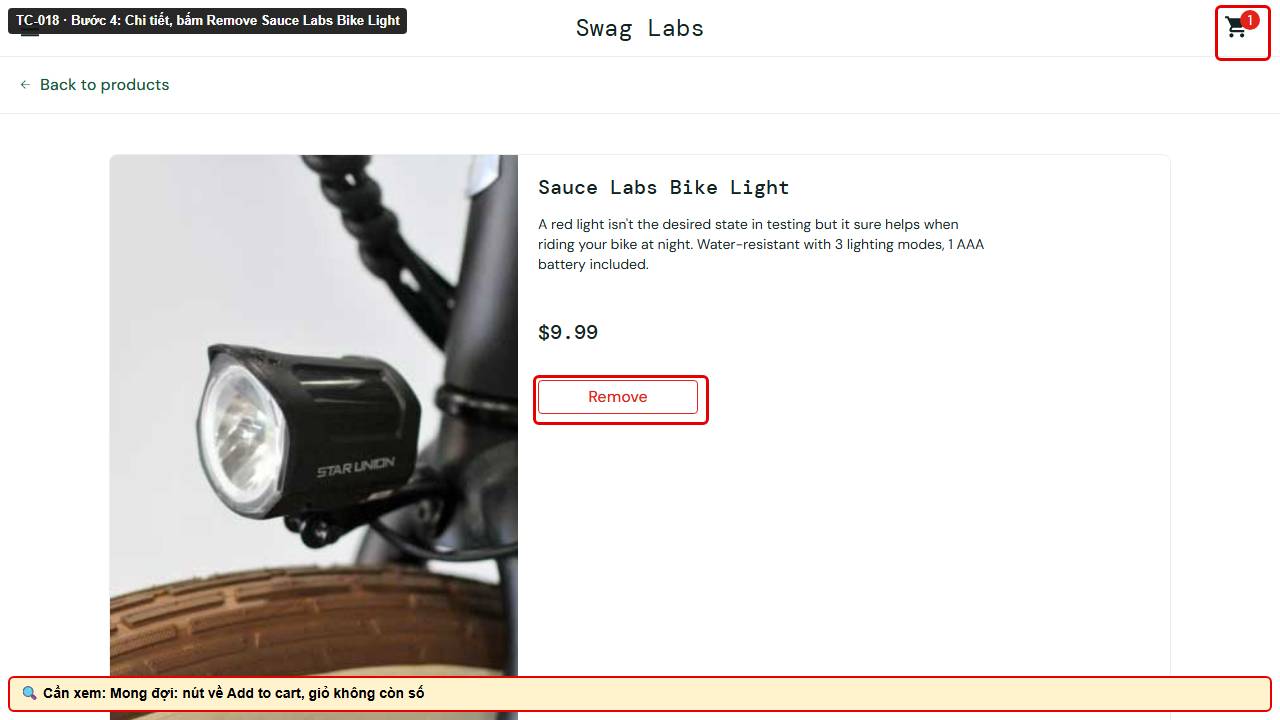 TC-018 · Bước 4: Chi tiết, bấm Remove Sauce Labs Bike Light
Swag Labs
1
← Back to products
Sauce Labs Bike Light
A red light isn't the desired state in testing but it sure helps when
riding your bike at night. Water-resistant with 3 lighting modes, 1 AAA
battery included.
$9.99
Remove
STAR UNION
🔍 Cần xem: Mong đợi: nút về Add to cart, giỏ không còn số